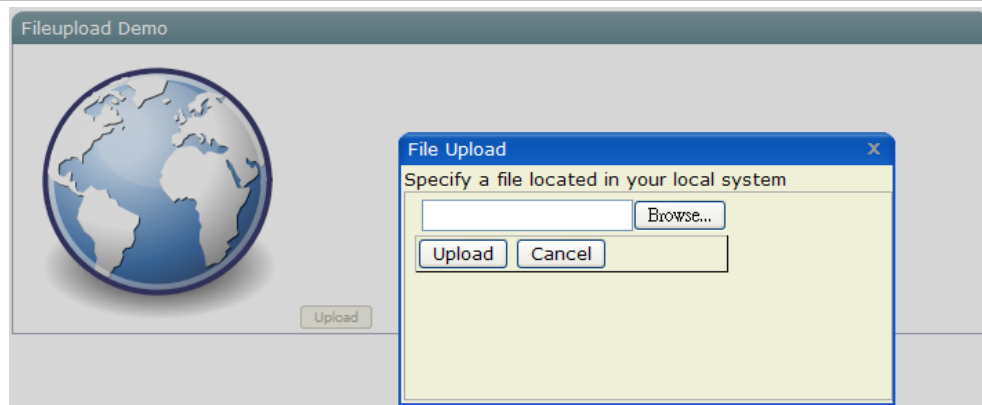 Fileupload Demo
File Upload
x
Specify a file located in your local system
Browse...
Upload
Cancel
Upload